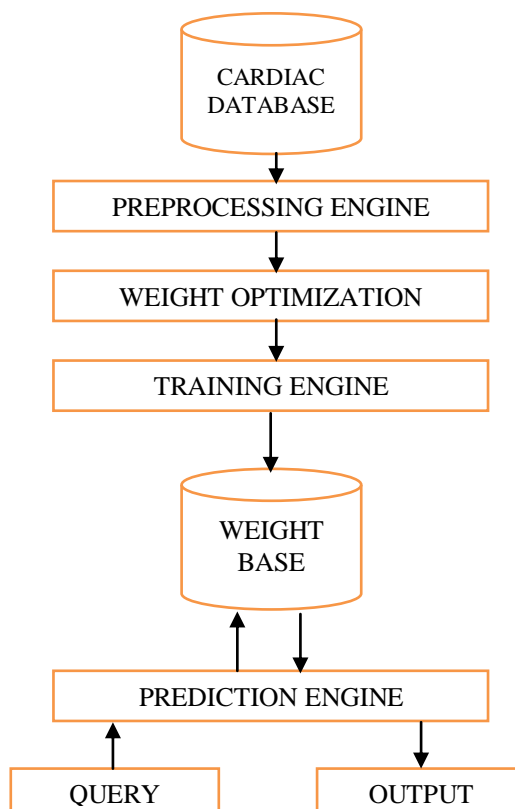 CARDIAC
DATABASE
PREPROCESSING ENGINE
WEIGHT OPTIMIZATION
TRAINING ENGINE
WEIGHT
BASE
PREDICTION ENGINE
QUERY
OUTPUT